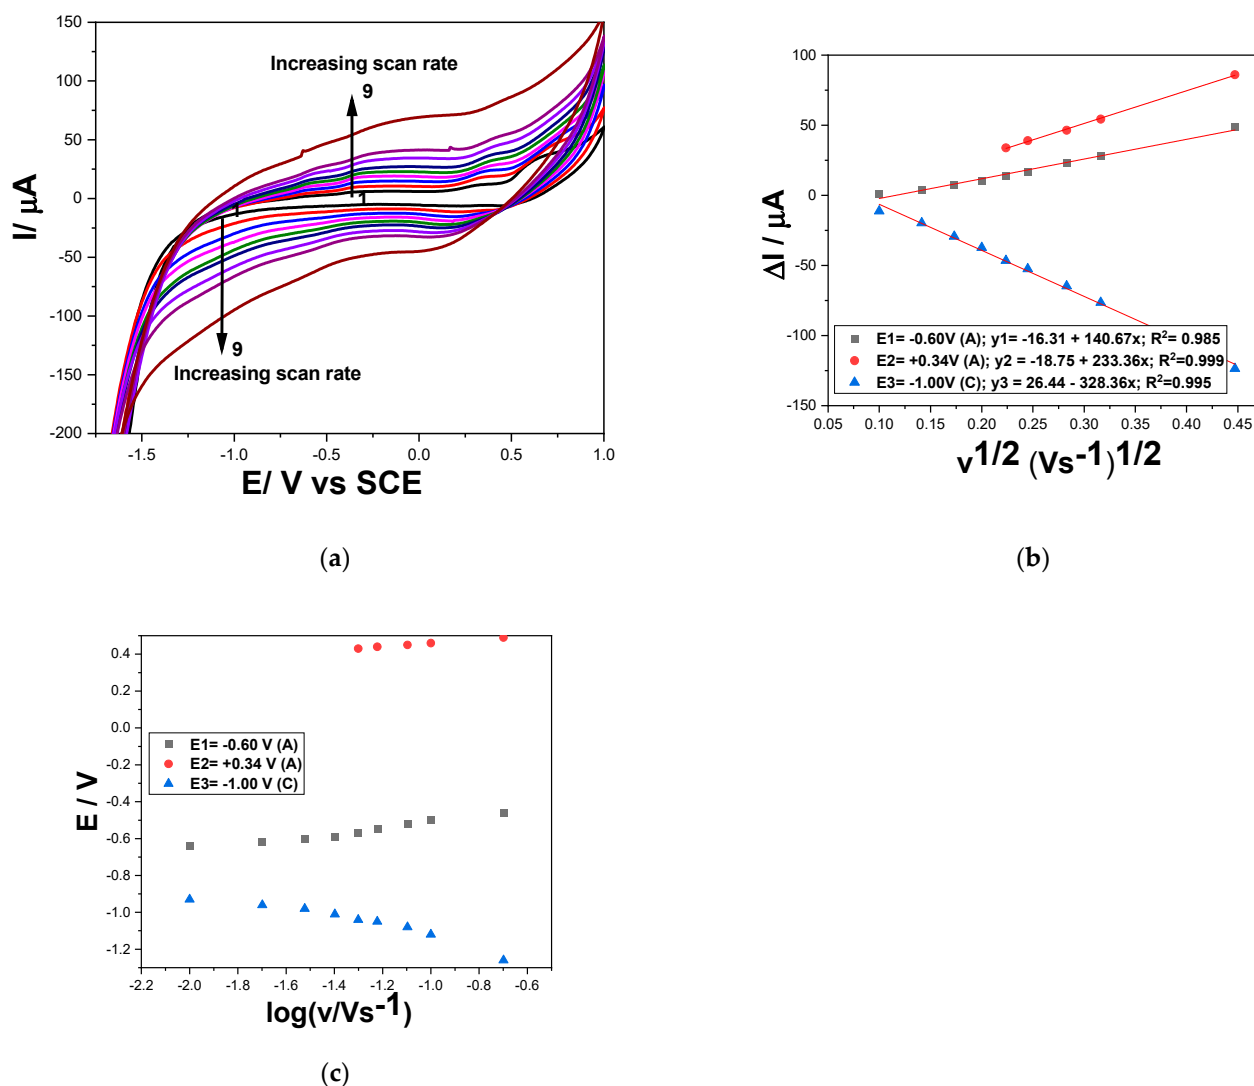 150
100
50
0
-50
-100
-150
-200
I/ μA
Increasing scan rate
9
1
1
9
Increasing scan rate
-1.5
-1.0
-0.5
0.0
0.5
1.0
E/ V vs SCE
(a)
100
50
0
-50
-100
-150
ΔI / μA
E1= -0.60V (A); y1= -16.31 + 140.67x; R²= 0.985
E2= +0.34V (A); y2 = -18.75 + 233.36x; R²=0.999
E3= -1.00V (C); y3 = 26.44 - 328.36x; R²=0.995
0.05 0.10 0.15 0.20 0.25 0.30 0.35 0.40 0.45
v1/2 (Vs-1)1/2
(b)
0.4
0.2
0.0
-0.2
-0.4
-0.6
-0.8
-1.0
-1.2
E / V
E1= -0.60 V (A)
E2= +0.34 V (A)
E3= -1.00 V (C)
-2.2 -2.0 -1.8 -1.6 -1.4 -1.2 -1.0 -0.8 -0.6
log(v/Vs-1)
(c)